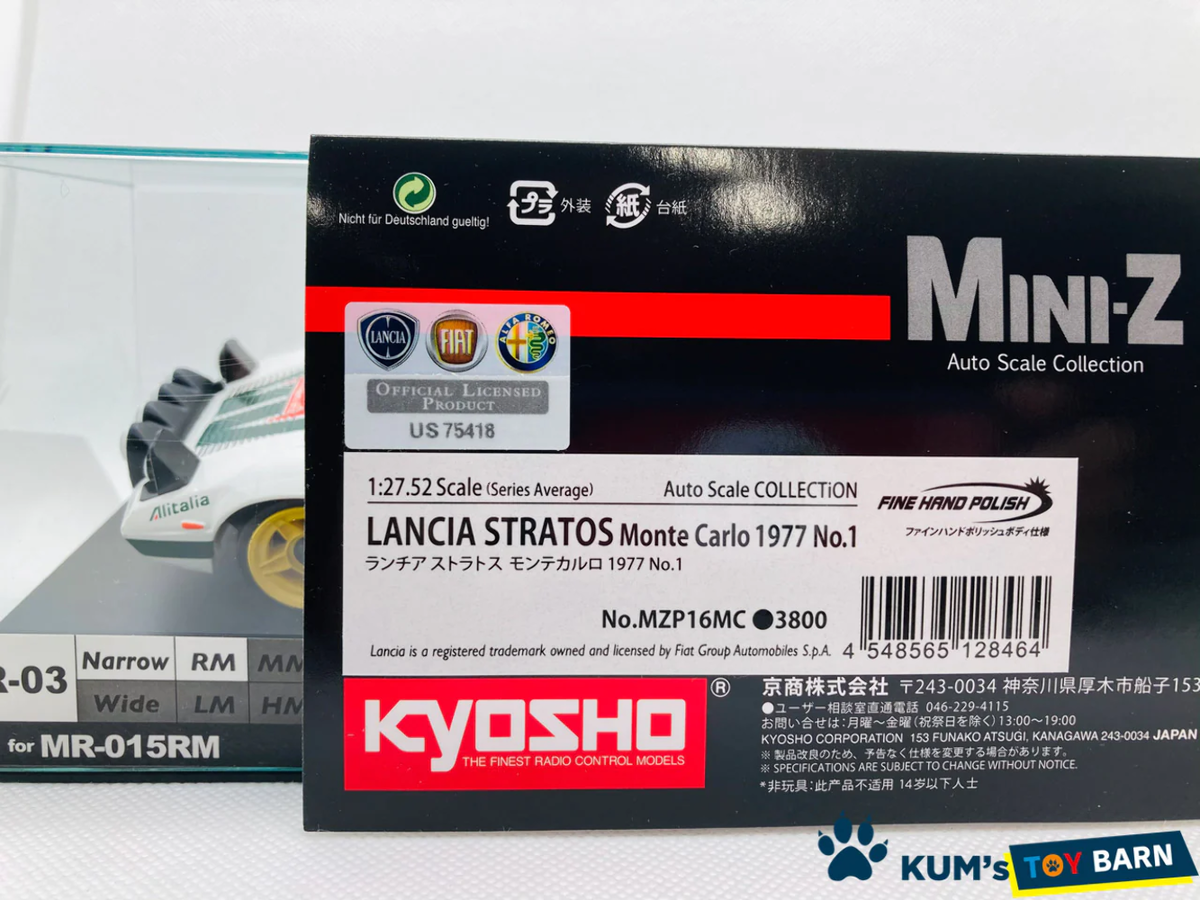 Nicht für Deutschland gueltig!
プラ 外装
紙 台紙
MINI-Z
Auto Scale Collection
LANCIA
FIAT
ALFA ROMEO
OFFICIAL LICENSED
PRODUCT
US 75418
1:27.52 Scale (Series Average)
Auto Scale COLLECTiON
FINE HAND POLISH
ファインハンドポリッシュボディ仕様
LANCIA STRATOS Monte Carlo 1977 No.1
ランチア ストラトス モンテカルロ 1977 No.1
No.MZP16MC ●3800
Lancia is a registered trademark owned and licensed by Fiat Group Automobiles S.p.A.
4 548565 128464
KYOSHO ®
THE FINEST RADIO CONTROL MODELS
京商株式会社 〒243-0034 神奈川県厚木市船子153
●ユーザー相談室直通電話 046-229-4115
お問い合せは:月曜〜金曜(祝祭日を除く)13:00〜19:00
KYOSHO CORPORATION 153 FUNAKO ATSUGI, KANAGAWA 243-0034 JAPAN
※ 製品改良のため、予告なく仕様を変更する場合があります。
※ SPECIFICATIONS ARE SUBJECT TO CHANGE WITHOUT NOTICE.
*非玩具:此产品不适用 14岁以下人士
Alitalia
R-03
Narrow RM MM
Wide LM HM
for MR-015RM
KUM's TOY BARN